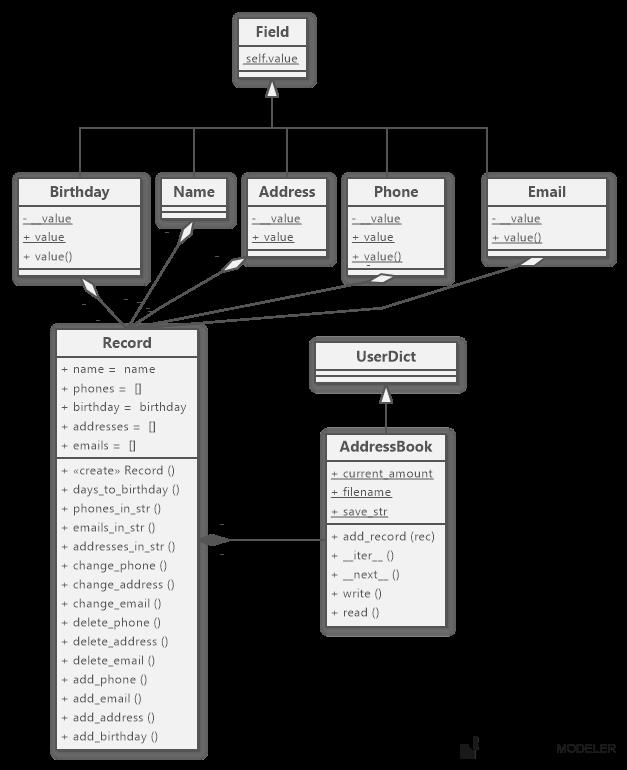 Field
self.value
Birthday
- __value
+ value
+ value()
Name
Address
- __value
+ value
Phone
- __value
+ value
+ value()
Email
- __value
+ value()
Record
+ name = name
+ phones = []
+ birthday = birthday
+ addresses = []
+ emails = []
+ «create» Record ()
+ days_to_birthday ()
+ phones_in_str ()
+ emails_in_str ()
+ addresses_in_str ()
+ change_phone ()
+ change_address ()
+ change_email ()
+ delete_phone ()
+ delete_address ()
+ delete_email ()
+ add_phone ()
+ add_email ()
+ add_address ()
+ add_birthday ()
UserDict
AddressBook
+ current_amount
+ filename
+ save_str
+ add_record (rec)
+ __iter__ ()
+ __next__ ()
+ write ()
+ read ()
MODELER